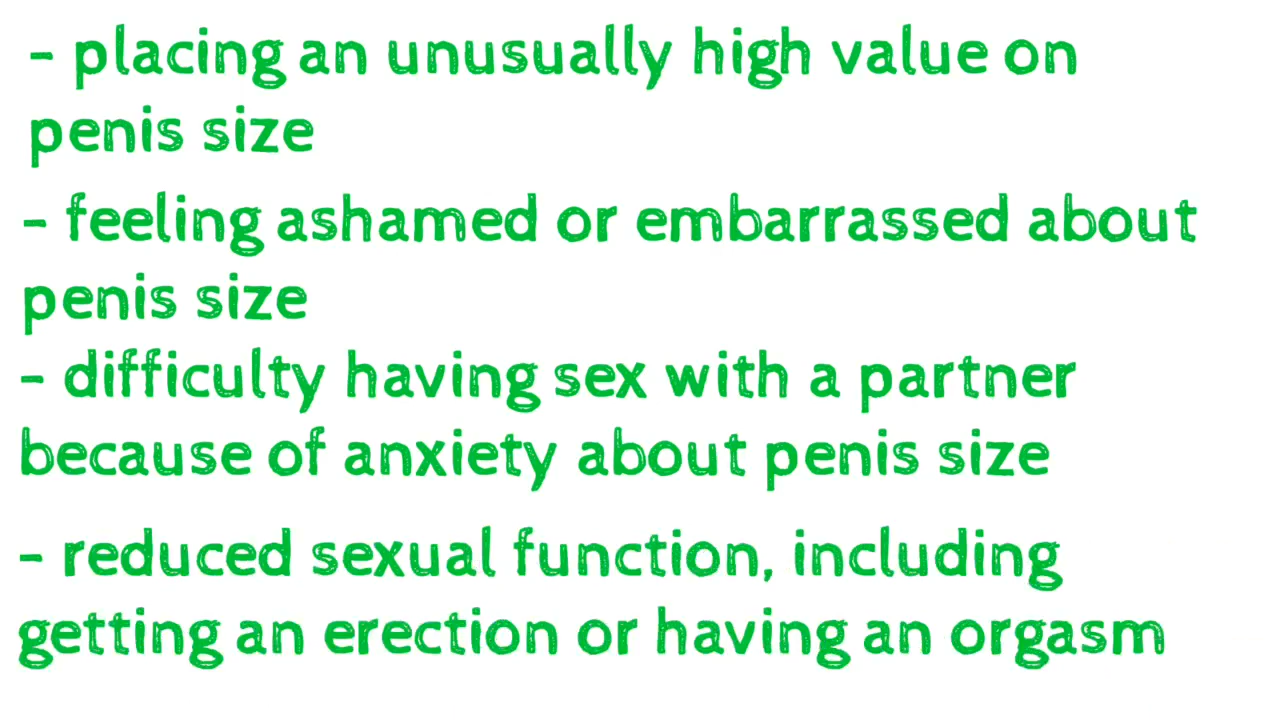 - placing an unusually high value on
penis size
- feeling ashamed or embarrassed about
penis size
- difficulty having sex with a partner
because of anxiety about penis size
- reduced sexual function, including
getting an erection or having an orgasm